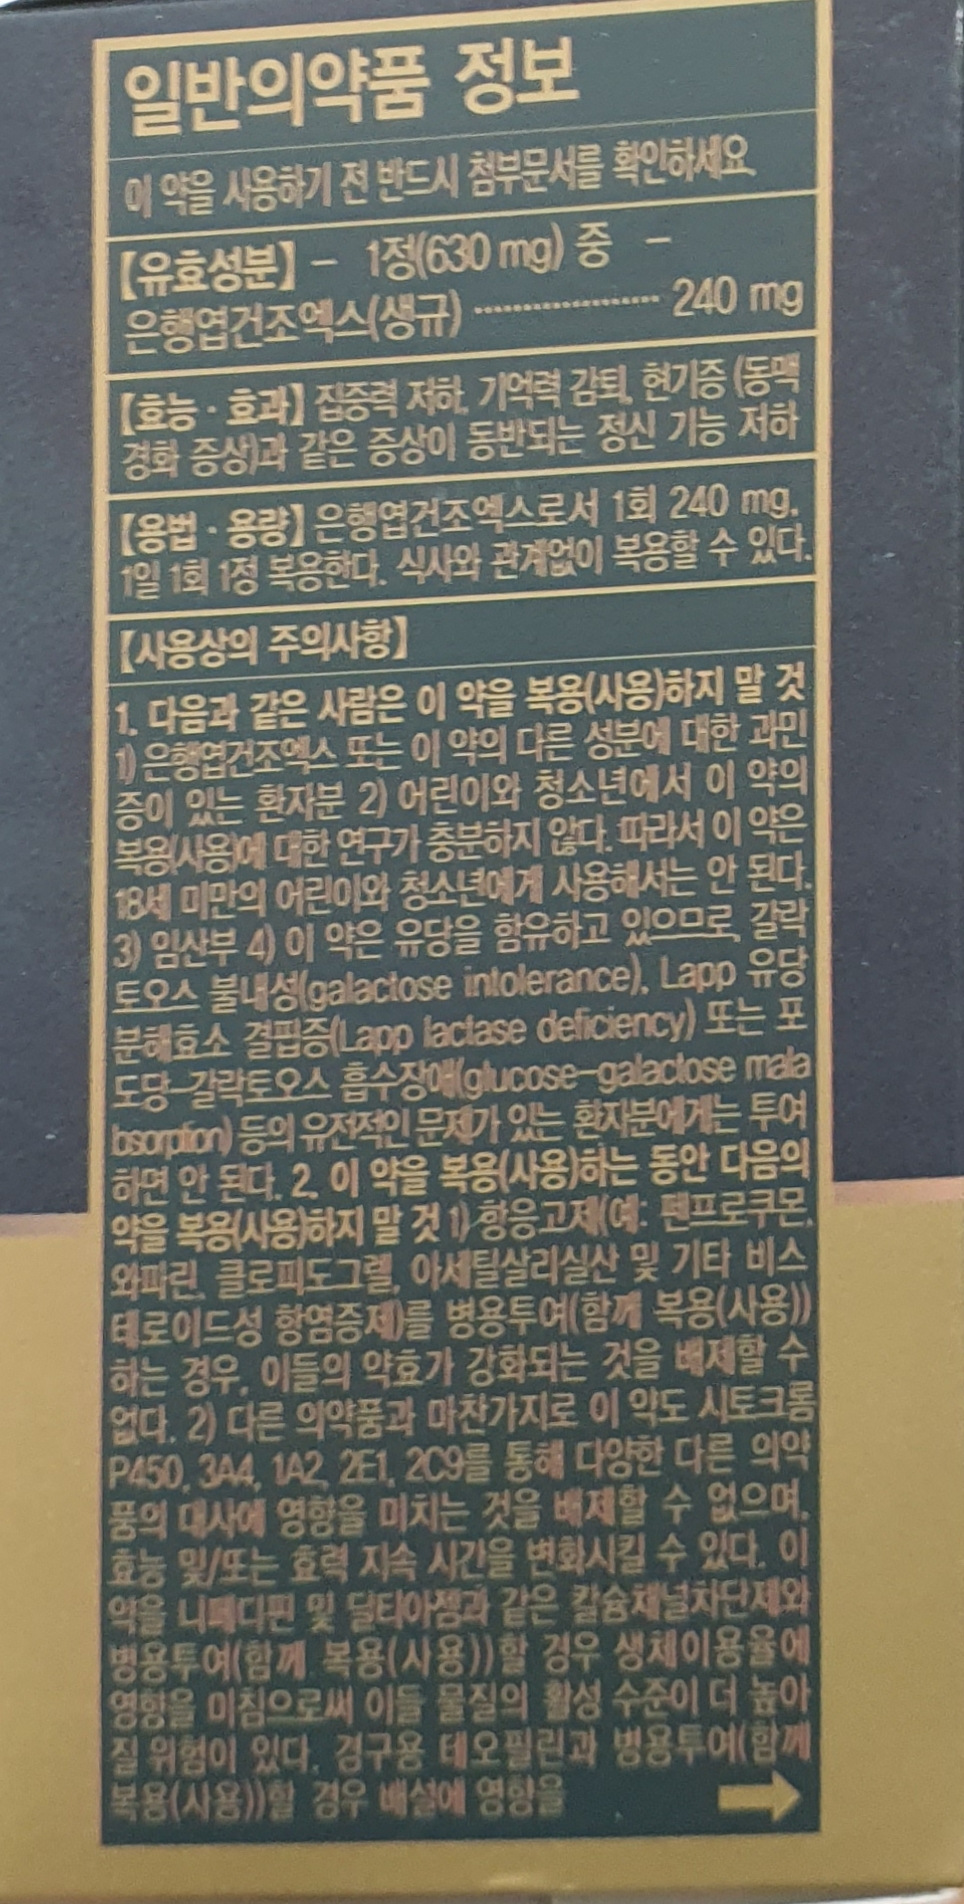 일반의약품 정보
이 약을 사용하기 전 반드시 첨부문서를 확인하세요.
【유효성분】 – 1정(630 mg) 중 –
은행엽건조엑스(생규) ···················· 240 mg
【효능 · 효과】 집중력 저하, 기억력 감퇴, 현기증 (동맥
경화 증상)과 같은 증상이 동반되는 정신 기능 저하
【용법 · 용량】 은행엽건조엑스로서 1회 240 mg,
1일 1회 1정 복용한다. 식사와 관계없이 복용할 수 있다.
【사용상의 주의사항】
1. 다음과 같은 사람은 이 약을 복용(사용)하지 말 것
1) 은행엽건조엑스 또는 이 약의 다른 성분에 대한 과민
증이 있는 환자분 2) 어린이와 청소년에서 이 약의
복용(사용)에 대한 연구가 충분하지 않다. 따라서 이 약은
18세 미만의 어린이와 청소년에게 사용해서는 안 된다.
3) 임산부 4) 이 약은 유당을 함유하고 있으므로, 갈락
토오스 불내성(galactose intolerance), Lapp 유당
분해효소 결핍증(Lapp lactase deficiency) 또는 포
도당-갈락토오스 흡수장애(glucose-galactose mala
bsorption) 등의 유전적인 문제가 있는 환자분에게는 투여
하면 안 된다. 2. 이 약을 복용(사용)하는 동안 다음의
약을 복용(사용)하지 말 것 1) 항응고제(예: 펜프로쿠몬,
와파린, 클로피도그렐, 아세틸살리실산 및 기타 비스
테로이드성 항염증제)를 병용투여(함께 복용(사용))
하는 경우, 이들의 약효가 강화되는 것을 배제할 수
없다. 2) 다른 의약품과 마찬가지로 이 약도 시토크롬
P450, 3A4, 1A2, 2E1, 2C9를 통해 다양한 다른 의약
품의 대사에 영향을 미치는 것을 배제할 수 없으며,
효능 및/또는 효력 지속 시간을 변화시킬 수 있다. 이
약을 니페디핀 및 딜티아젬과 같은 칼슘채널차단제와
병용투여(함께 복용(사용))할 경우 생체이용율에
영향을 미침으로써 이들 물질의 활성 수준이 더 높아
질 위험이 있다. 경구용 테오필린과 병용투여(함께
복용(사용))할 경우 배설에 영향을